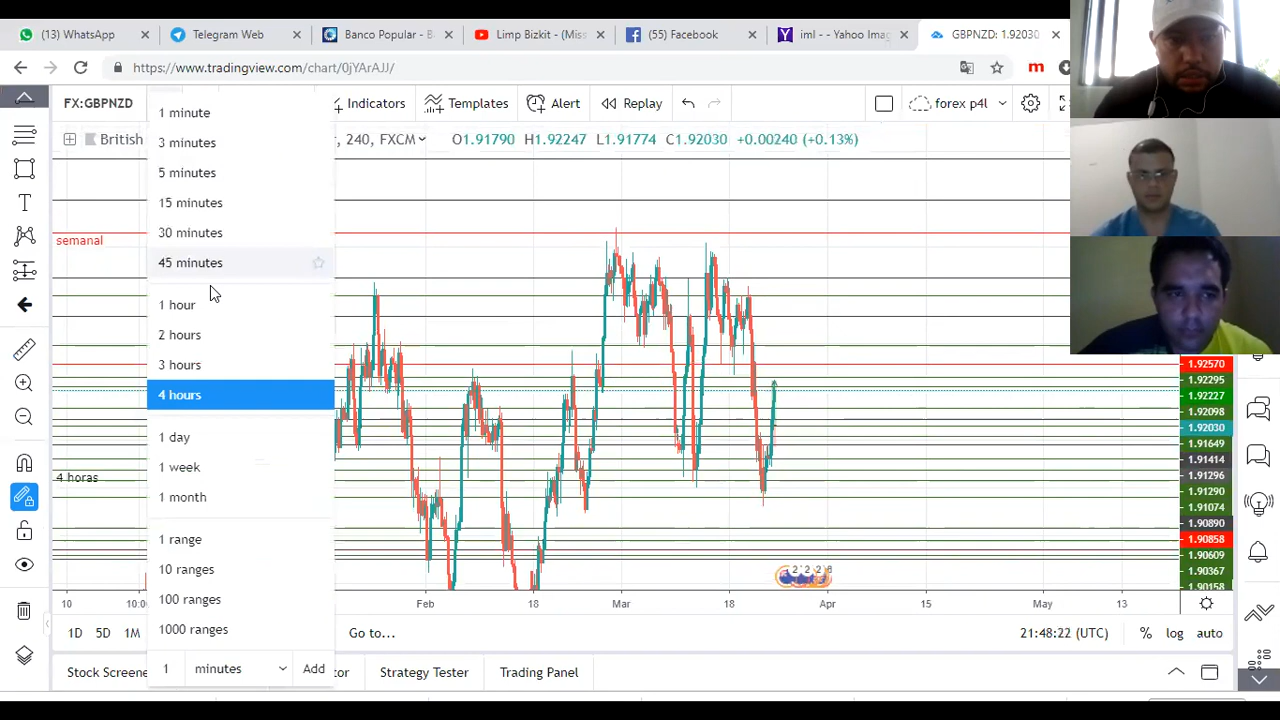 (13) WhatsApp
Telegram Web
Banco Popular - B
Limp Bizkit - (Miss
(55) Facebook
iml - - Yahoo Imag
GBPNZD: 1.92030
https://www.tradingview.com/chart/0jYArAJJ/
FX:GBPNZD
Indicators
Templates
Alert
Replay
forex p4l
British
, 240, FXCM
O1.91790 H1.92247 L1.91774 C1.92030 +0.00240 (+0.13%)
1 minute
3 minutes
5 minutes
15 minutes
30 minutes
45 minutes
1 hour
2 hours
3 hours
4 hours
1 day
1 week
1 month
1 range
10 ranges
100 ranges
1000 ranges
1 minutes Add
semanal
4 horas
1.92570
1.92295
1.92227
1.92098
1.92030
1.91649
1.91414
1.91296
1.91290
1.91074
1.90890
1.90858
1.90609
1.90367
1.90158
10 10:0 Feb 18 Mar 18 Apr 15 May 13
1D 5D 1M
Go to...
21:48:22 (UTC) % log auto
Stock Screene
tor
Strategy Tester
Trading Panel